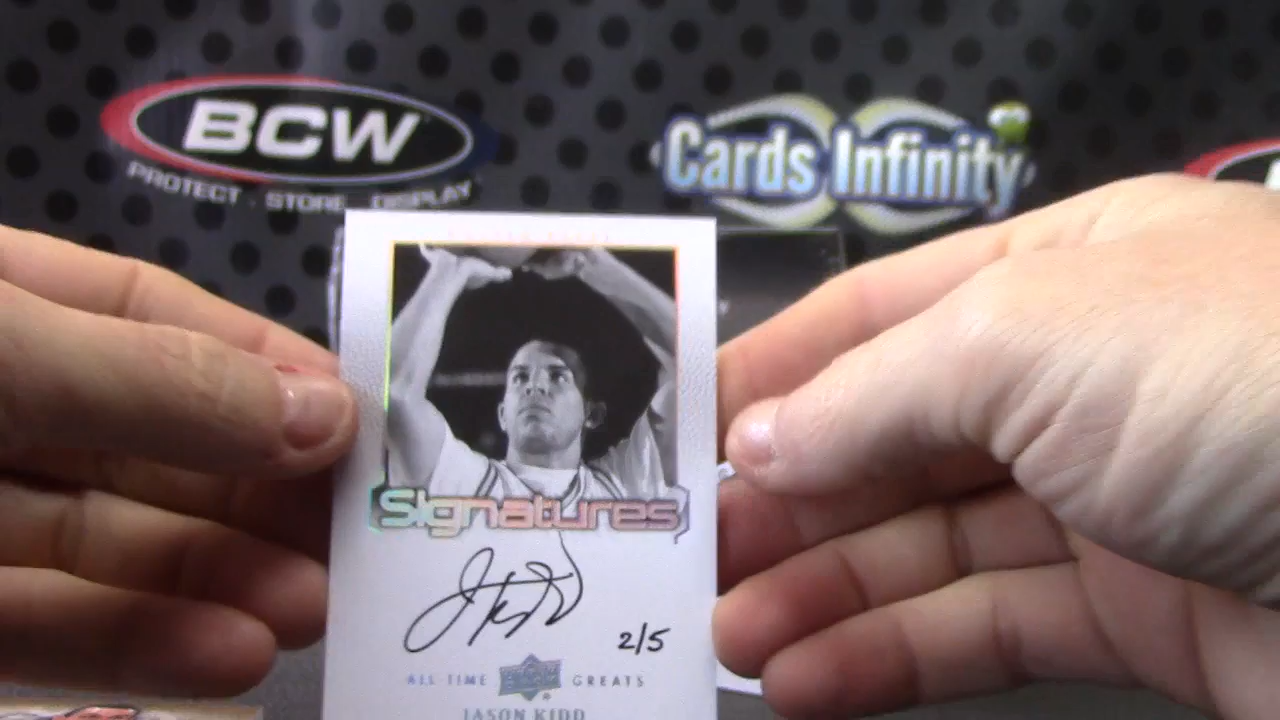 BCW
PROTECT · STORE · DISPLAY
Cards Infinity
Signatures
2/5
ALL TIME GREATS
JASON KIDD